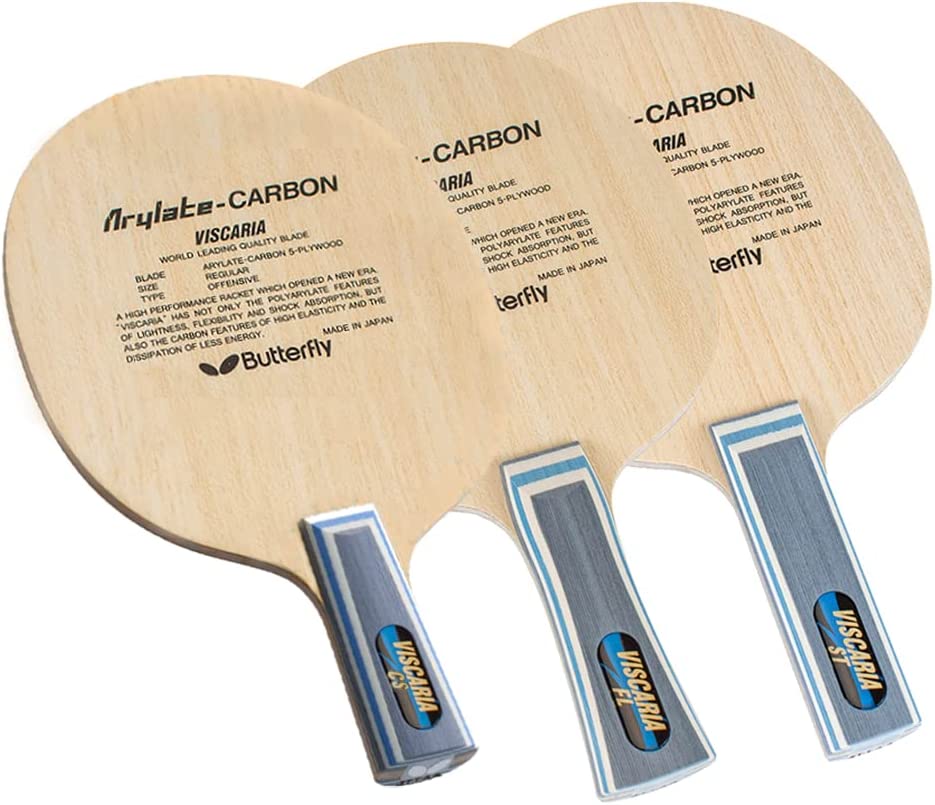 Arylate-CARBON
VISCARIA
WORLD LEADING QUALITY BLADE
BLADE ARYLATE-CARBON 5-PLYWOOD
SIZE REGULAR
TYPE OFFENSIVE
A HIGH PERFORMANCE RACKET WHICH OPENED A NEW ERA.
"VISCARIA" HAS NOT ONLY THE POLYARYLATE FEATURES
OF LIGHTNESS, FLEXIBILITY AND SHOCK ABSORPTION, BUT
ALSO THE CARBON FEATURES OF HIGH ELASTICITY AND THE
DISSIPATION OF LESS ENERGY.
MADE IN JAPAN
Butterfly
VISCARIA
CS
e-CARBON
ARIA
QUALITY BLADE
CARBON 5-PLYWOOD
E
WHICH OPENED A NEW ERA.
POLYARYLATE FEATURES
SHOCK ABSORPTION, BUT
HIGH ELASTICITY AND THE
MADE IN JAPAN
tterfly
VISCARIA
FL
e-CARBON
ARIA
QUALITY BLADE
CARBON 5-PLYWOOD
HICH OPENED A NEW ERA.
POLYARYLATE FEATURES
SHOCK ABSORPTION, BUT
HIGH ELASTICITY AND THE
MADE IN JAPAN
tterfly
VISCARIA
ST